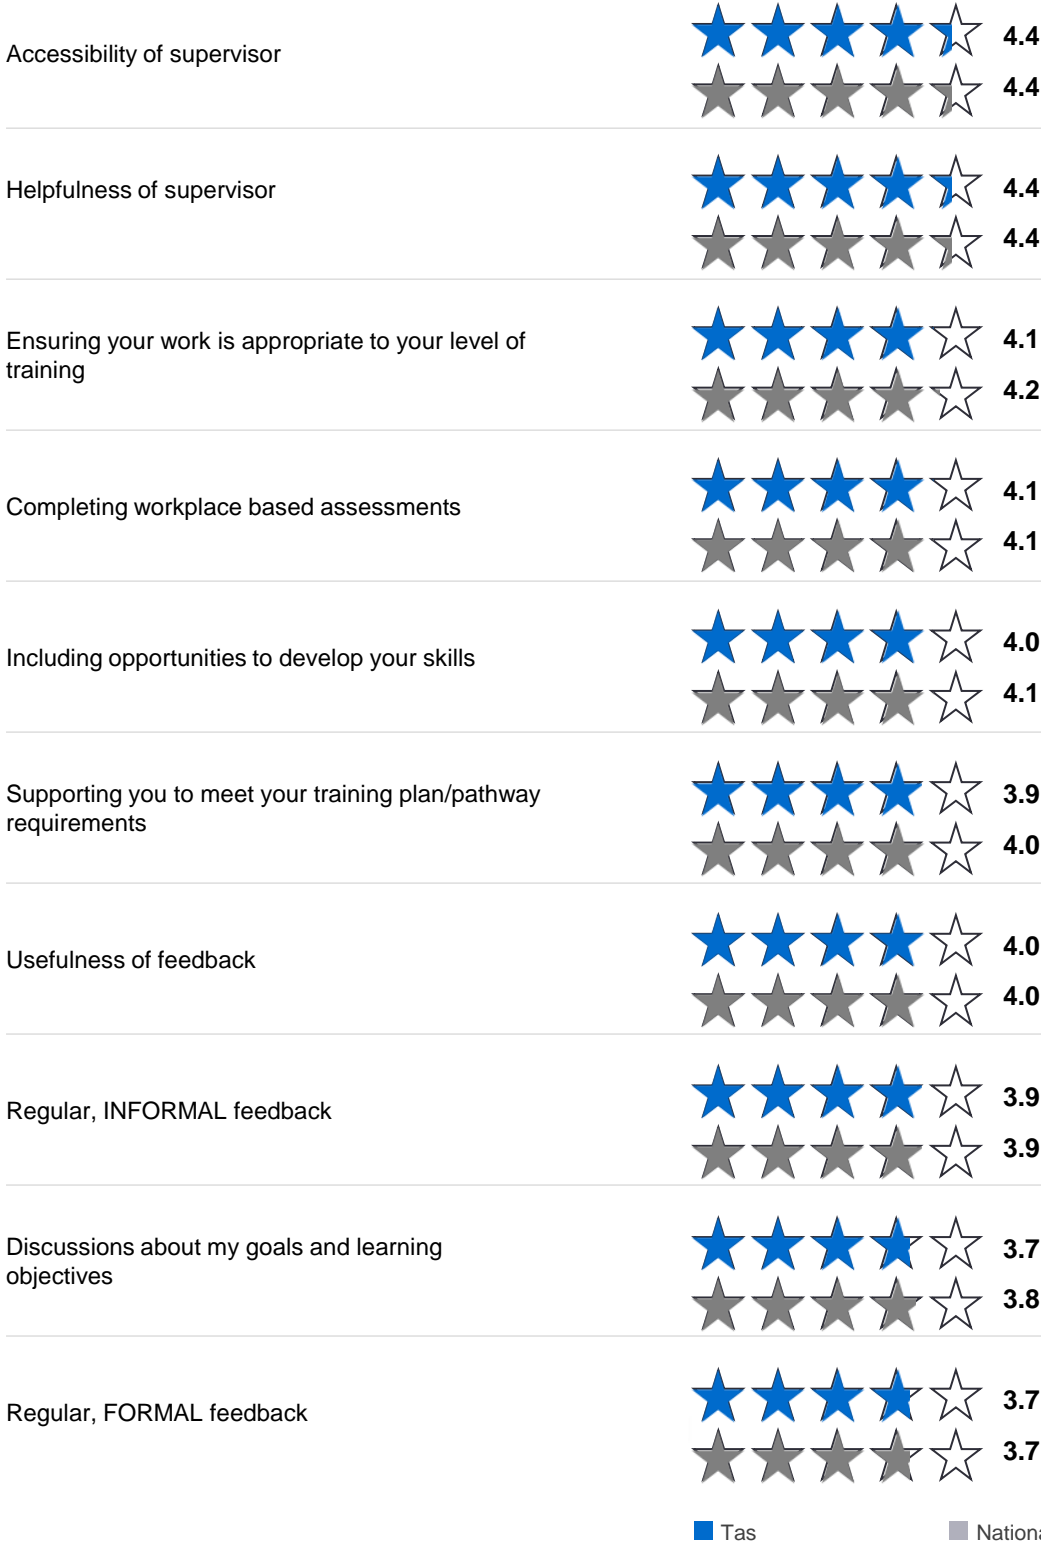 Accessibility of supervisor
4.4
4.4
Helpfulness of supervisor
4.4
4.4
Ensuring your work is appropriate to your level of
training
4.1
4.2
Completing workplace based assessments
4.1
4.1
Including opportunities to develop your skills
4.0
4.1
Supporting you to meet your training plan/pathway
requirements
3.9
4.0
Usefulness of feedback
4.0
4.0
Regular, INFORMAL feedback
3.9
3.9
Discussions about my goals and learning
objectives
3.7
3.8
Regular, FORMAL feedback
3.7
3.7
Tas